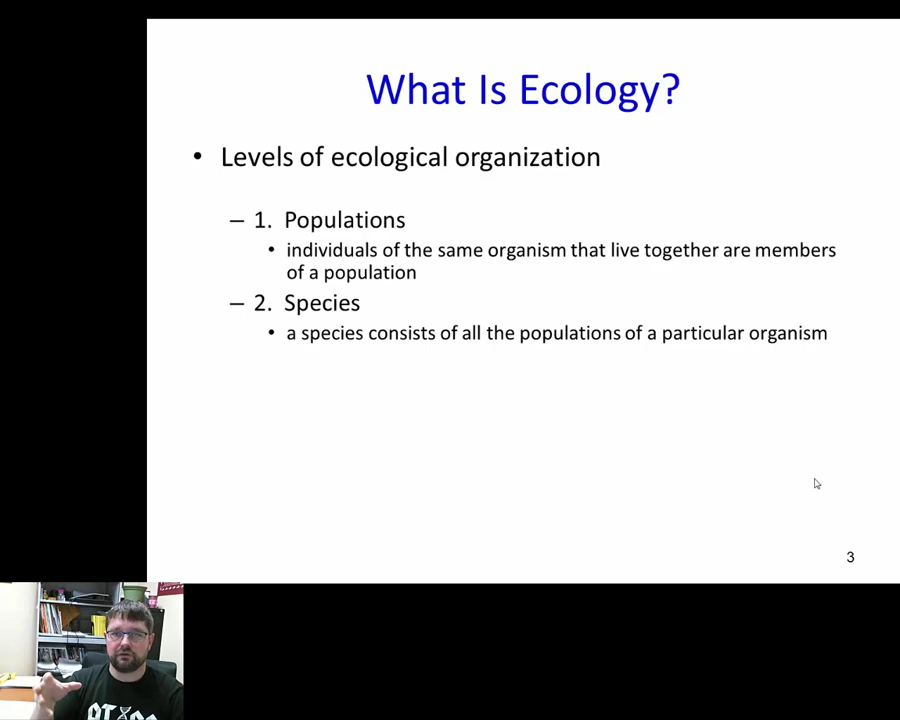 What Is Ecology?
• Levels of ecological organization
– 1. Populations
• individuals of the same organism that live together are members
of a population
– 2. Species
• a species consists of all the populations of a particular organism
3